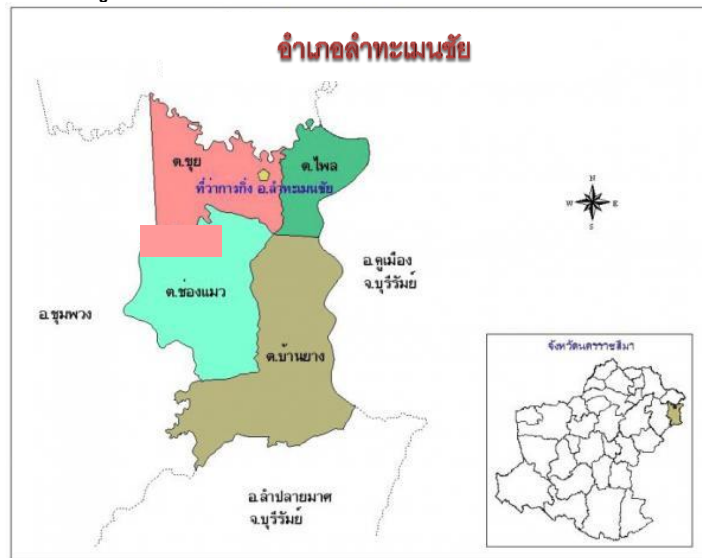 อำเภอลำทะเมนชัย
ต.ขุย
ต.ไพล
ที่ว่าการกิ่ง อ.ลำทะเมนชัย
N
W
E
S
อ.คูเมือง
จ.บุรีรัมย์
ต.ช่องแมว
อ.ชุมพวง
ต.บ้านยาง
จังหวัดนครราชสีมา
อ.ลำปลายมาศ
จ.บุรีรัมย์